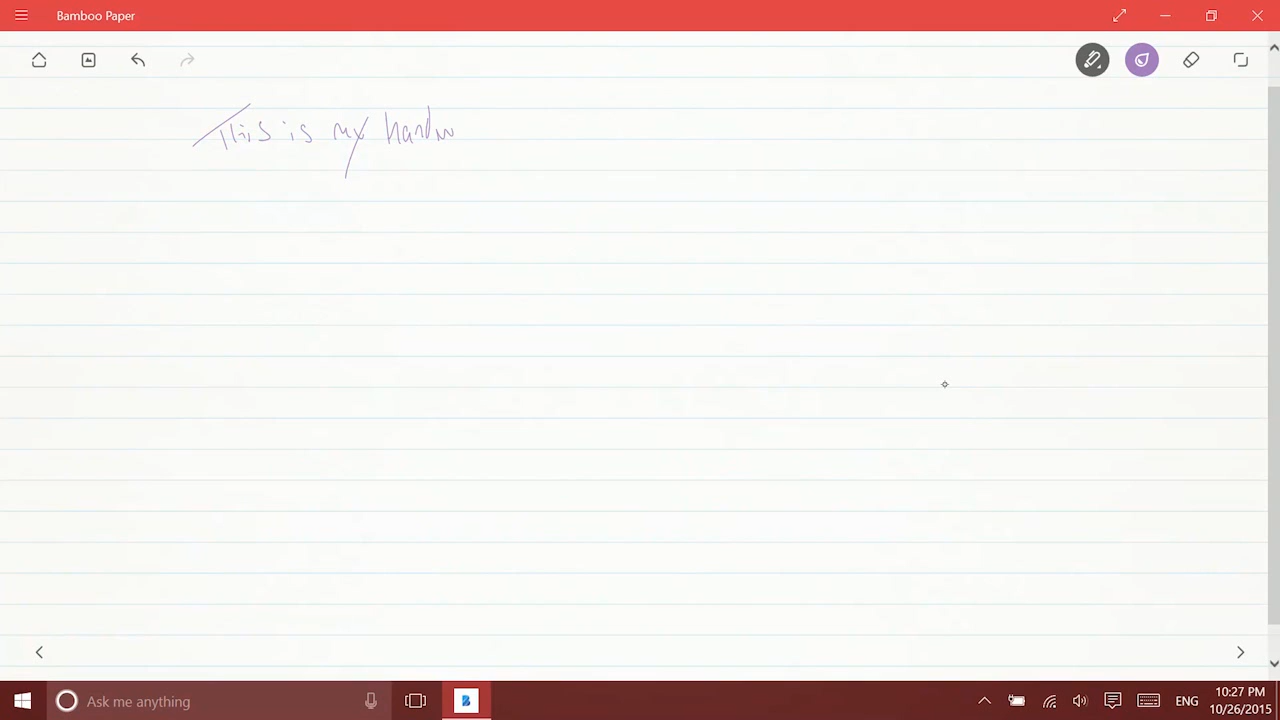 Bamboo Paper
This is my handw
Ask me anything
B
ENG
10:27 PM
10/26/2015